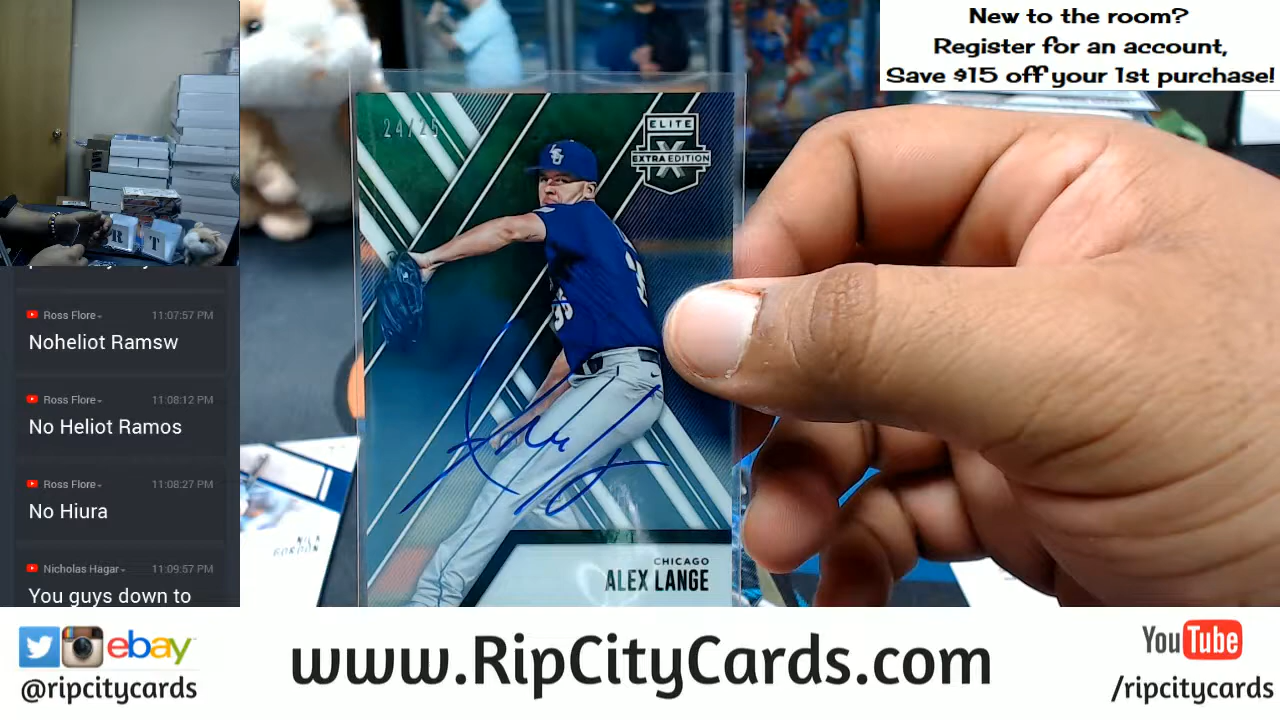 New to the room?
Register for an account,
Save $15 off your 1st purchase!
24/25
ELITE
X
EXTRA EDITION
LS
R T
Ross Flore
11:07:57 PM
Noheliot Ramsw
Ross Flore
11:08:12 PM
No Heliot Ramos
Ross Flore
11:08:27 PM
No Hiura
Nicholas Hagar
11:09:57 PM
You guys down to
GORDON
CHICAGO
ALEX LANGE
ebay
@ripcitycards
www.RipCityCards.com
YouTube
/ripcitycards